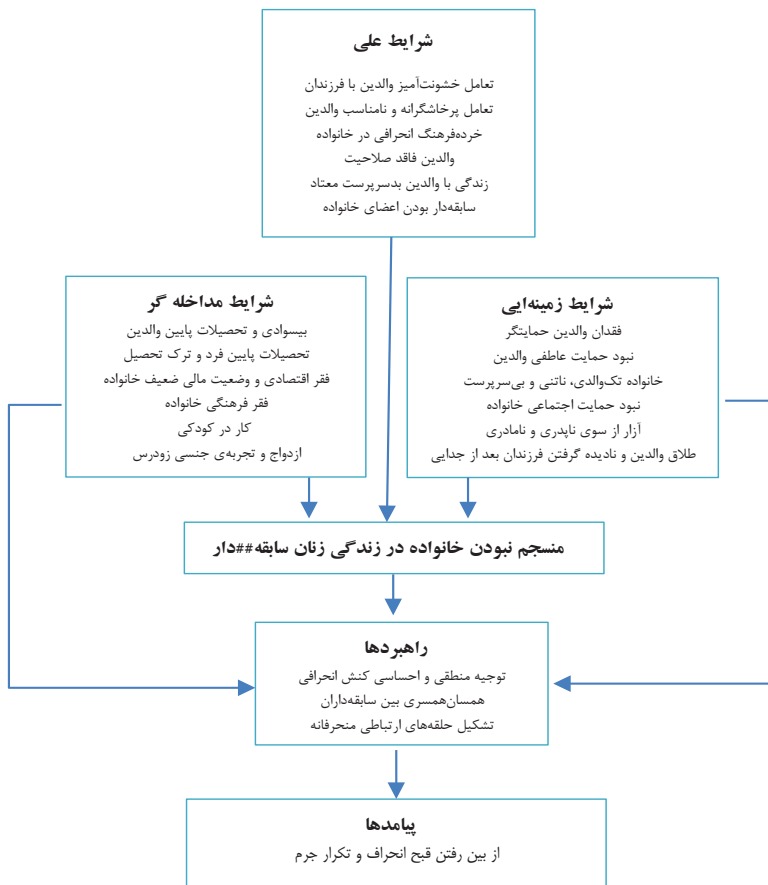 شرایط علی
تعامل خشونت‌آمیز والدین با فرزندان
تعامل پرخاشگرانه و نامناسب والدین
خرده‌فرهنگ انحرافی در خانواده
والدین فاقد صلاحیت
زندگی با والدین بدسرپرست معتاد
سابقه‌دار بودن اعضای خانواده
شرایط زمینه‌ایی
فقدان والدین حمایتگر
نبود حمایت عاطفی والدین
خانواده تک‌والدی، ناتنی و بی‌سرپرست
نبود حمایت اجتماعی خانواده
آزار از سوی ناپدری و نامادری
طلاق والدین و نادیده گرفتن فرزندان بعد از جدایی
شرایط مداخله گر
بیسوادی و تحصیلات پایین والدین
تحصیلات پایین فرد و ترک تحصیل
فقر اقتصادی و وضعیت مالی ضعیف خانواده
فقر فرهنگی خانواده
کار در کودکی
ازدواج و تجربه‌ی جنسی زودرس
منسجم نبودن خانواده در زندگی زنان سابقه##دار
راهبردها
توجیه منطقی و احساسی کنش انحرافی
همسان‌همسری بین سابقه‌داران
تشکیل حلقه‌های ارتباطی منحرفانه
پیامدها
از بین رفتن قبح انحراف و تکرار جرم